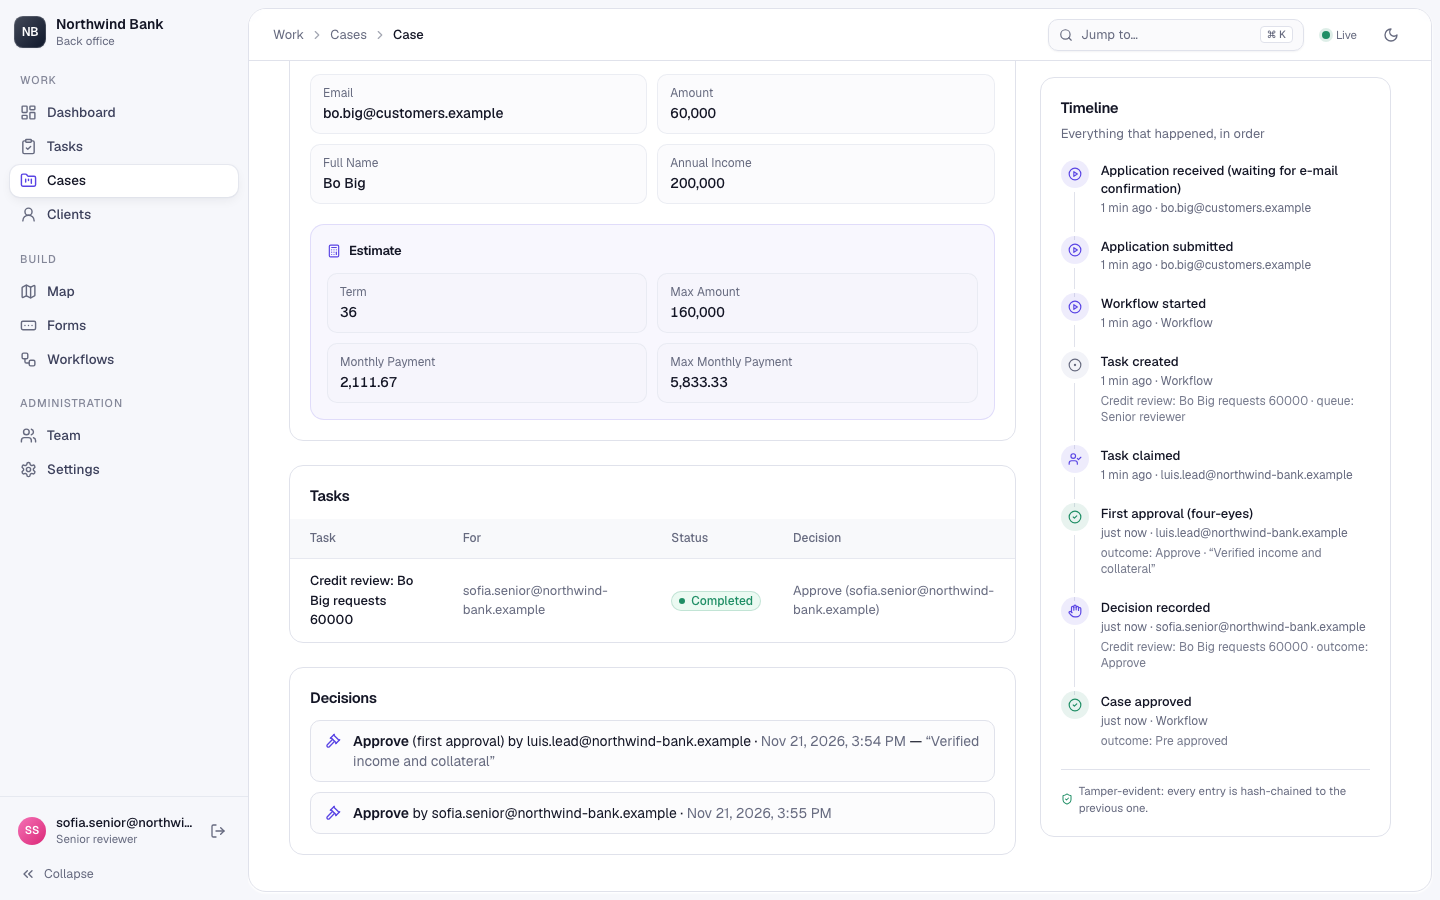 NB
Northwind Bank
Back office
WORK
Dashboard
Tasks
Cases
Clients
BUILD
Map
Forms
Workflows
ADMINISTRATION
Team
Settings
SS
sofia.senior@northwi...
Senior reviewer
Collapse
Work > Cases > Case
Jump to...
⌘ K
Live
Email
bo.big@customers.example
Amount
60,000
Full Name
Bo Big
Annual Income
200,000
Estimate
Term
36
Max Amount
160,000
Monthly Payment
2,111.67
Max Monthly Payment
5,833.33
Tasks
Task For Status Decision
Credit review: Bo
Big requests
60000
sofia.senior@northwind-
bank.example
Completed
Approve (sofia.senior@northwind-
bank.example)
Decisions
Approve (first approval) by luis.lead@northwind-bank.example · Nov 21, 2026, 3:54 PM — “Verified
income and collateral”
Approve by sofia.senior@northwind-bank.example · Nov 21, 2026, 3:55 PM
Timeline
Everything that happened, in order
Application received (waiting for e-mail
confirmation)
1 min ago · bo.big@customers.example
Application submitted
1 min ago · bo.big@customers.example
Workflow started
1 min ago · Workflow
Task created
1 min ago · Workflow
Credit review: Bo Big requests 60000 · queue:
Senior reviewer
Task claimed
1 min ago · luis.lead@northwind-bank.example
First approval (four-eyes)
just now · luis.lead@northwind-bank.example
outcome: Approve · “Verified income and
collateral”
Decision recorded
just now · sofia.senior@northwind-bank.example
Credit review: Bo Big requests 60000 · outcome:
Approve
Case approved
just now · Workflow
outcome: Pre approved
Tamper-evident: every entry is hash-chained to the
previous one.